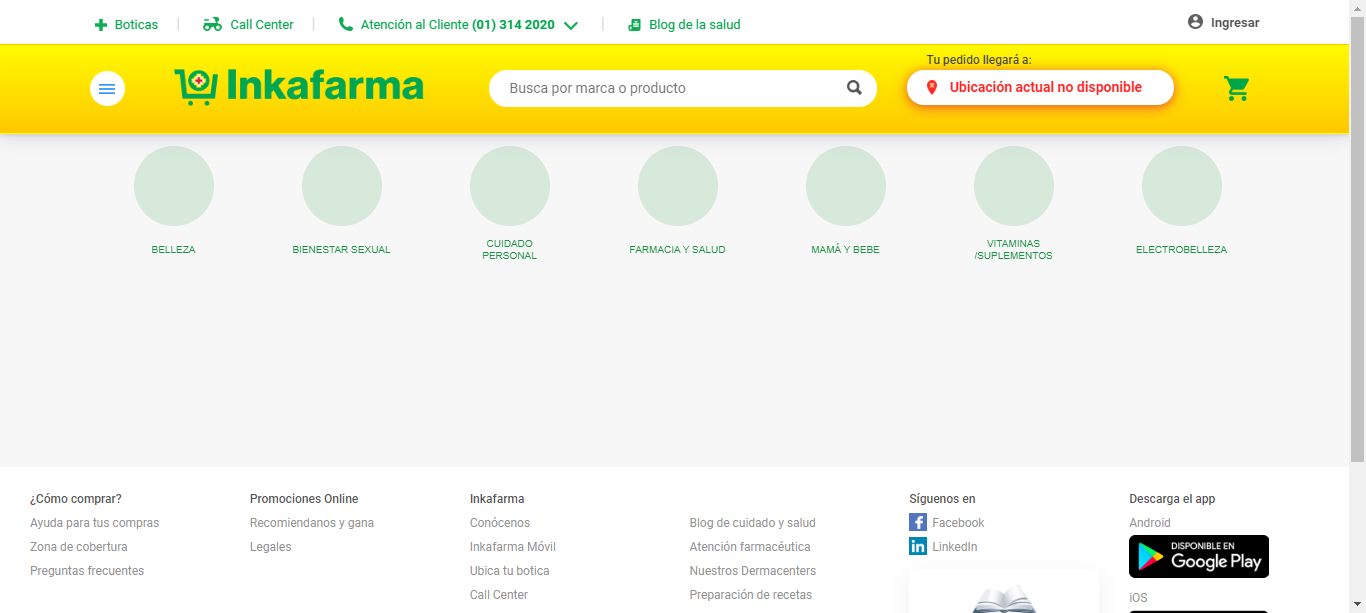 Boticas
Call Center
Atención al Cliente (01) 314 2020
Blog de la salud
Ingresar
Inkafarma
Busca por marca o producto
Tu pedido llegará a:
Ubicación actual no disponible
BELLEZA
BIENESTAR SEXUAL
CUIDADO
PERSONAL
FARMACIA Y SALUD
MAMÁ Y BEBE
VITAMINAS
/SUPLEMENTOS
ELECTROBELLEZA
¿Cómo comprar?
Ayuda para tus compras
Zona de cobertura
Preguntas frecuentes
Promociones Online
Recomiendanos y gana
Legales
Inkafarma
Conócenos
Inkafarma Móvil
Ubica tu botica
Call Center
Blog de cuidado y salud
Atención farmacéutica
Nuestros Dermacenters
Preparación de recetas
Síguenos en
Facebook
LinkedIn
Descarga el app
Android
DISPONIBLE EN
Google Play
iOS